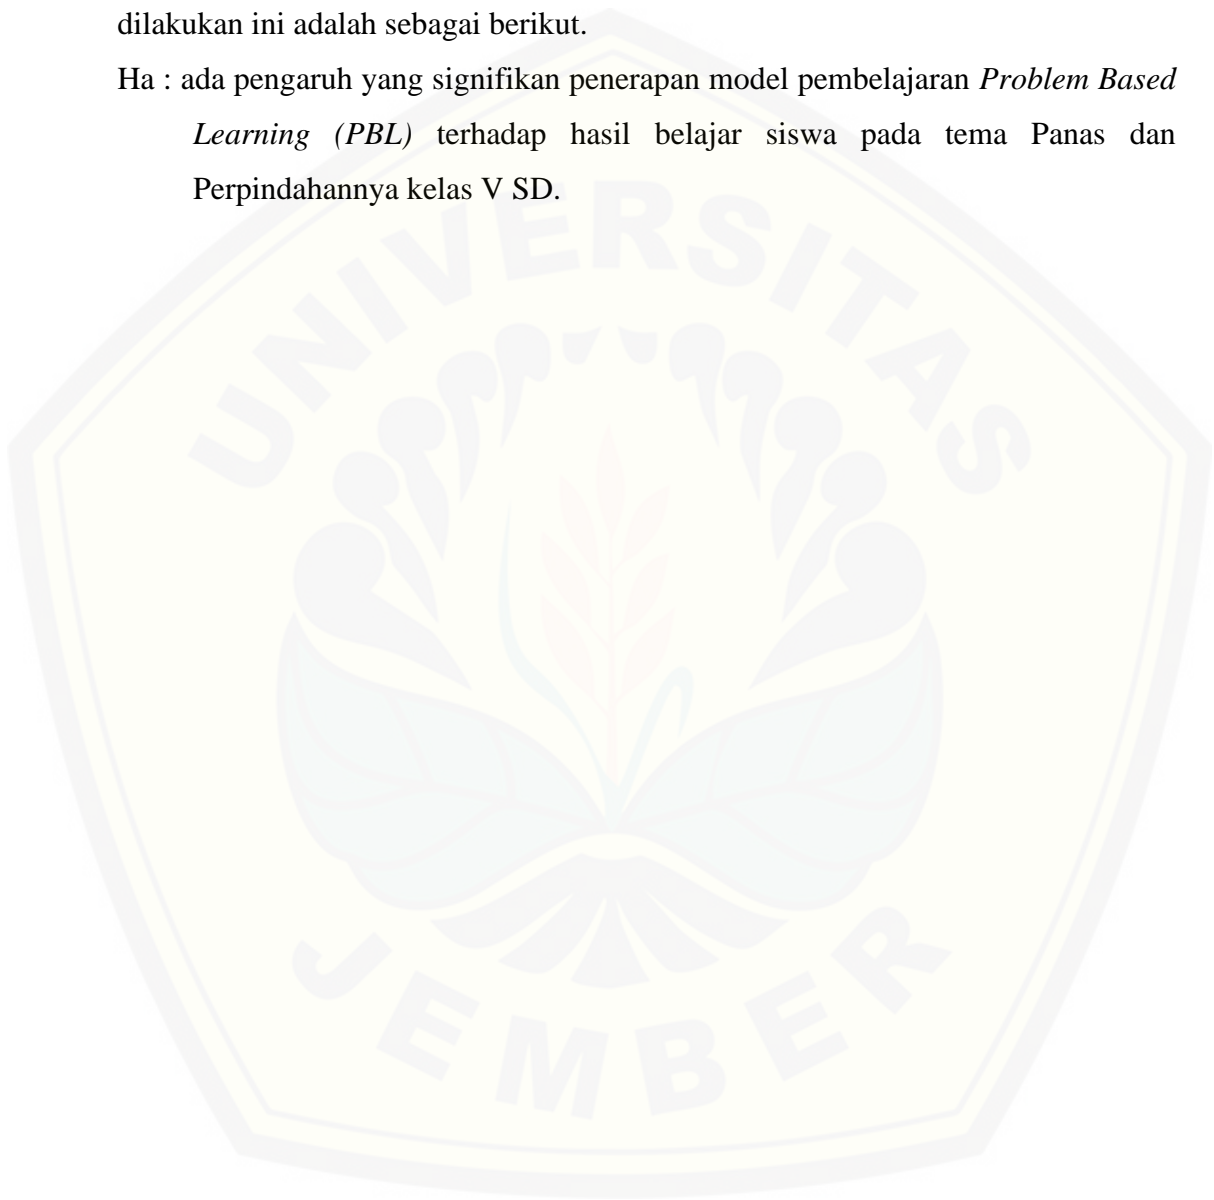 dilakukan ini adalah sebagai berikut.
Ha : ada pengaruh yang signifikan penerapan model pembelajaran Problem Based
Learning (PBL) terhadap hasil belajar siswa pada tema Panas dan
Perpindahannya kelas V SD.
UNIVERSITAS
JEMBER